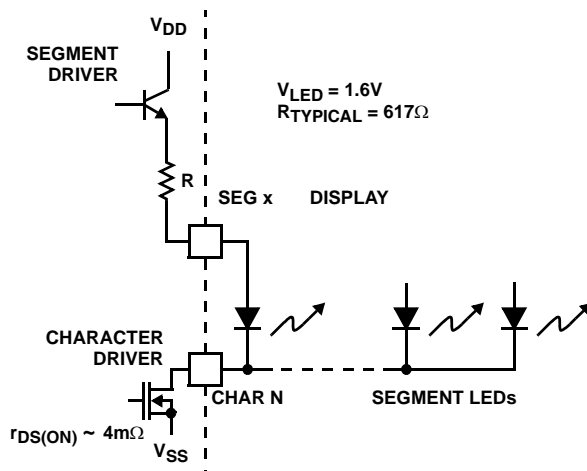 VDD
SEGMENT
DRIVER
VLED = 1.6V
RTYPICAL = 617Ω
R
SEG x
DISPLAY
CHARACTER
DRIVER
CHAR N
SEGMENT LEDs
rDS(ON) ~ 4mΩ
VSS